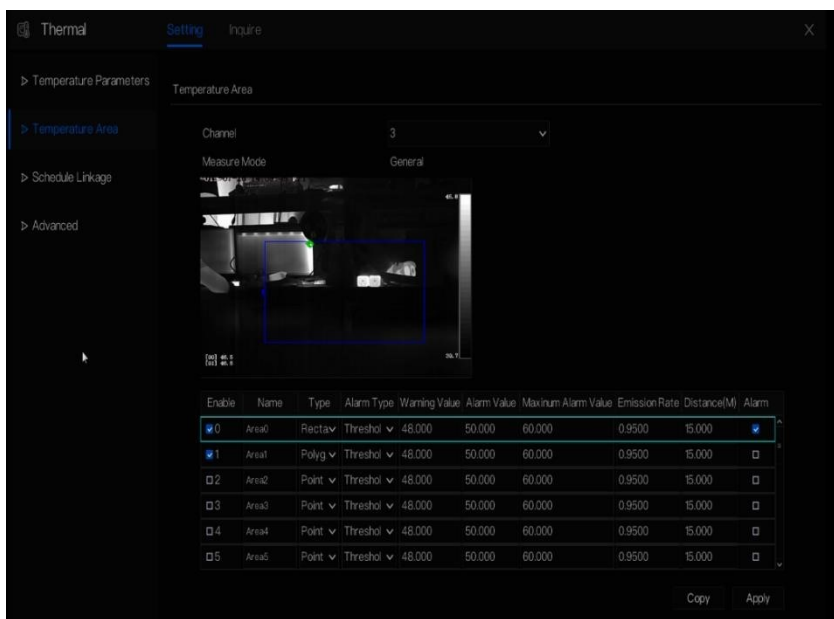 Thermal
Setting Inquire X
Temperature Parameters
Temperature Area
Schedule Linkage
Advanced
Temperature Area
Channel 3
Measure Mode General
Enable Name Type Alarm Type Warning Value Alarm Value Maxinum Alarm Value Emission Rate Distance(M) Alarm
0 Area0 Recta Threshol 48.000 50.000 60.000 0.9500 15.000
1 Area1 Polyg Threshol 48.000 50.000 60.000 0.9500 15.000
2 Area2 Point Threshol 48.000 50.000 60.000 0.9500 15.000
3 Area3 Point Threshol 48.000 50.000 60.000 0.9500 15.000
4 Area4 Point Threshol 48.000 50.000 60.000 0.9500 15.000
5 Area5 Point Threshol 48.000 50.000 60.000 0.9500 15.000
Copy Apply